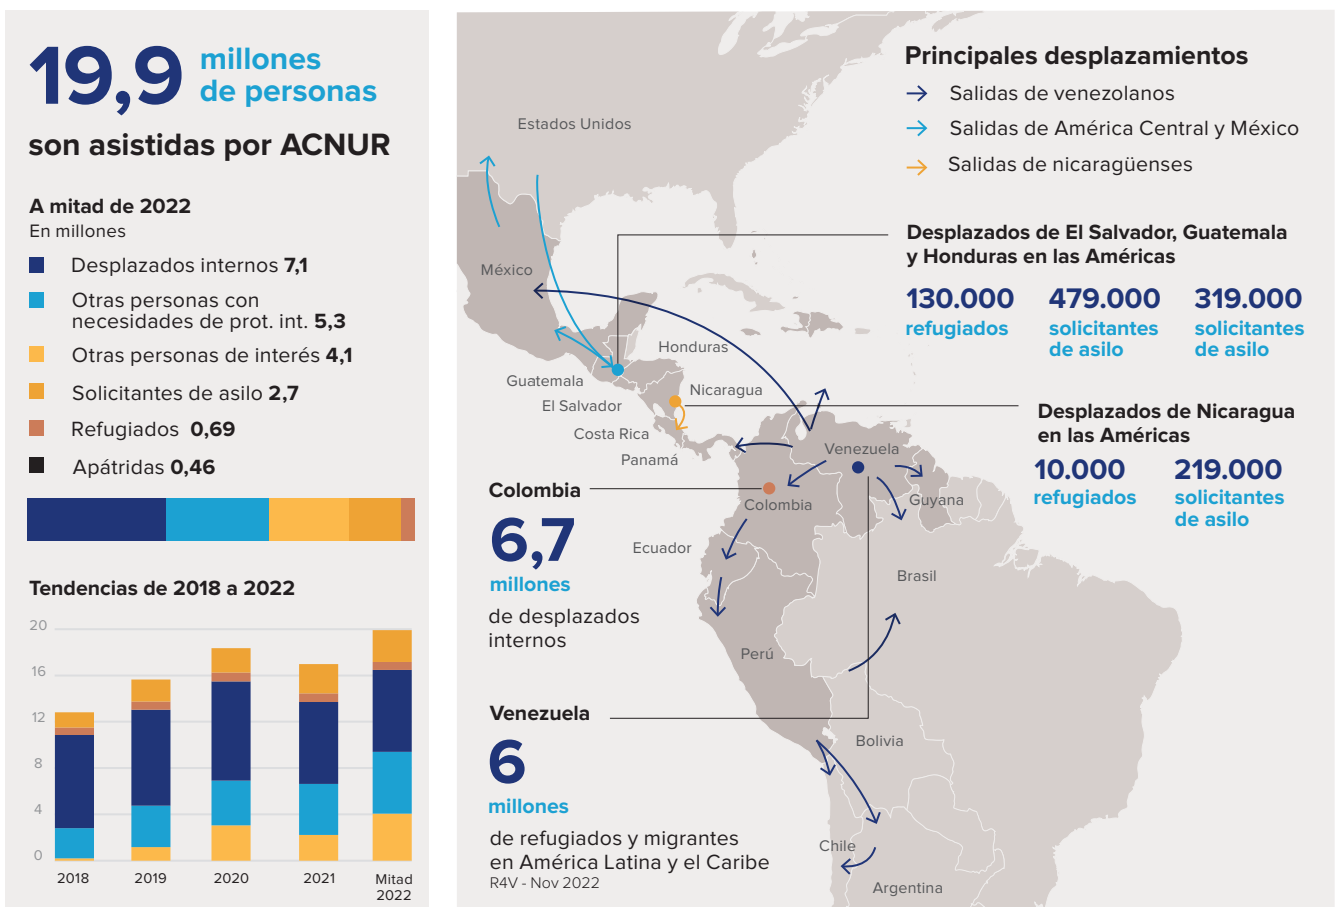 19,9 millones
de personas
son asistidas por ACNUR
A mitad de 2022
En millones
Desplazados internos 7,1
Otras personas con
necesidades de prot. int. 5,3
Otras personas de interés 4,1
Solicitantes de asilo 2,7
Refugiados 0,69
Apátridas 0,46
Tendencias de 2018 a 2022
20
16
12
8
4
0
2018
2019
2020
2021
Mitad
2022
Principales desplazamientos
Salidas de venezolanos
Salidas de América Central y México
Salidas de nicaragüenses
Desplazados de El Salvador, Guatemala
y Honduras en las Américas
130.000
refugiados
479.000
solicitantes
de asilo
319.000
solicitantes
de asilo
Desplazados de Nicaragua
en las Américas
10.000
refugiados
219.000
solicitantes
de asilo
Estados Unidos
México
Honduras
Guatemala
Nicaragua
El Salvador
Costa Rica
Panamá
Venezuela
Colombia
Guyana
Ecuador
Brasil
Perú
Bolivia
Chile
Argentina
Colombia
6,7
millones
de desplazados
internos
Venezuela
6
millones
de refugiados y migrantes
en América Latina y el Caribe
R4V - Nov 2022